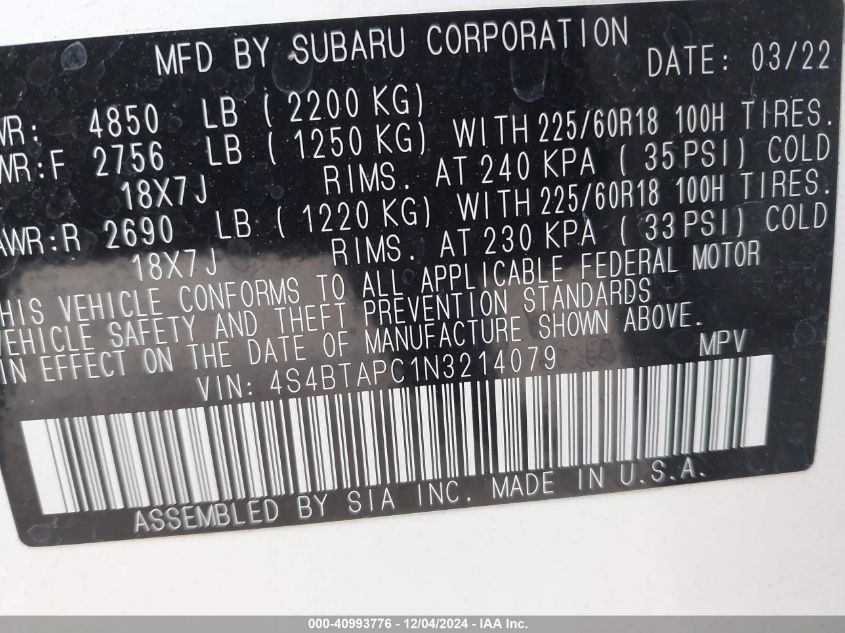 MFD BY SUBARU CORPORATION DATE: 03/22
WR: 4850 LB ( 2200 KG)
WR:F 2756 LB ( 1250 KG) WITH 225/60R18 100H TIRES.
18X7J RIMS. AT 240 KPA ( 35 PSI) COLD
AWR:R 2690 LB ( 1220 KG) WITH 225/60R18 100H TIRES.
18X7J RIMS. AT 230 KPA ( 33 PSI) COLD
HIS VEHICLE CONFORMS TO ALL APPLICABLE FEDERAL MOTOR
VEHICLE SAFETY AND THEFT PREVENTION STANDARDS
IN EFFECT ON THE DATE OF MANUFACTURE SHOWN ABOVE.
VIN: 4S4BTAPC1N3214079 MPV
ASSEMBLED BY SIA INC. MADE IN U.S.A.
000-40993776 - 12/04/2024 - IAAI Inc.